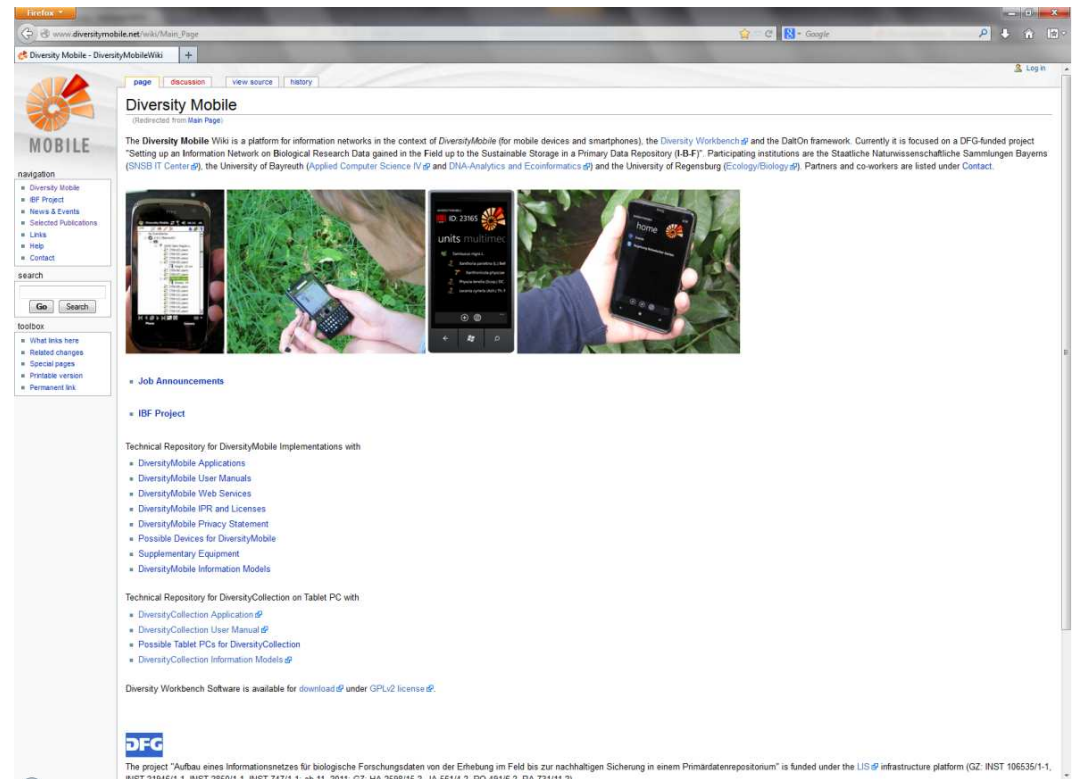 Firefox
www.diversitymobile.net/wiki/Main_Page
Google
Diversity Mobile - DiversityMobileWiki
Log in
page discussion view source history
MOBILE
Diversity Mobile
(Redirected from Main Page)
The Diversity Mobile Wiki is a platform for information networks in the context of DiversityMobile (for mobile devices and smartphones), the Diversity Workbench and the DaltOn framework. Currently it is focused on a DFG-funded project
"Setting up an Information Network on Biological Research Data gained in the Field up to the Sustainable Storage in a Primary Data Repository (I-B-F)". Participating institutions are the Staatliche Naturwissenschaftliche Sammlungen Bayerns
(SNSB IT Center), the University of Bayreuth (Applied Computer Science IV and DNA-Analytics and Ecoinformatics) and the University of Regensburg (Ecology/Biology). Partners and co-workers are listed under Contact.
navigation
Diversity Mobile
IBF Project
News & Events
Selected Publications
Links
Help
Contact
search
Go Search
toolbox
What links here
Related changes
Special pages
Printable version
Permanent link
ID: 23165
units multimec
home
Job Announcements
IBF Project
Technical Repository for DiversityMobile Implementations with
DiversityMobile Applications
DiversityMobile User Manuals
DiversityMobile Web Services
DiversityMobile IPR and Licenses
DiversityMobile Privacy Statement
Possible Devices for DiversityMobile
Supplementary Equipment
DiversityMobile Information Models
Technical Repository for DiversityCollection on Tablet PC with
DiversityCollection Application
DiversityCollection User Manual
Possible Tablet PCs for DiversityCollection
DiversityCollection Information Models
Diversity Workbench Software is available for download under GPLv2 license.
DFG
The project "Aufbau eines Informationsnetzes für biologische Forschungsdaten von der Erhebung im Feld bis zur nachhaltigen Sicherung in einem Primärdatenrepositorium" is funded under the LIS infrastructure platform (GZ: INST 106535/1-1,